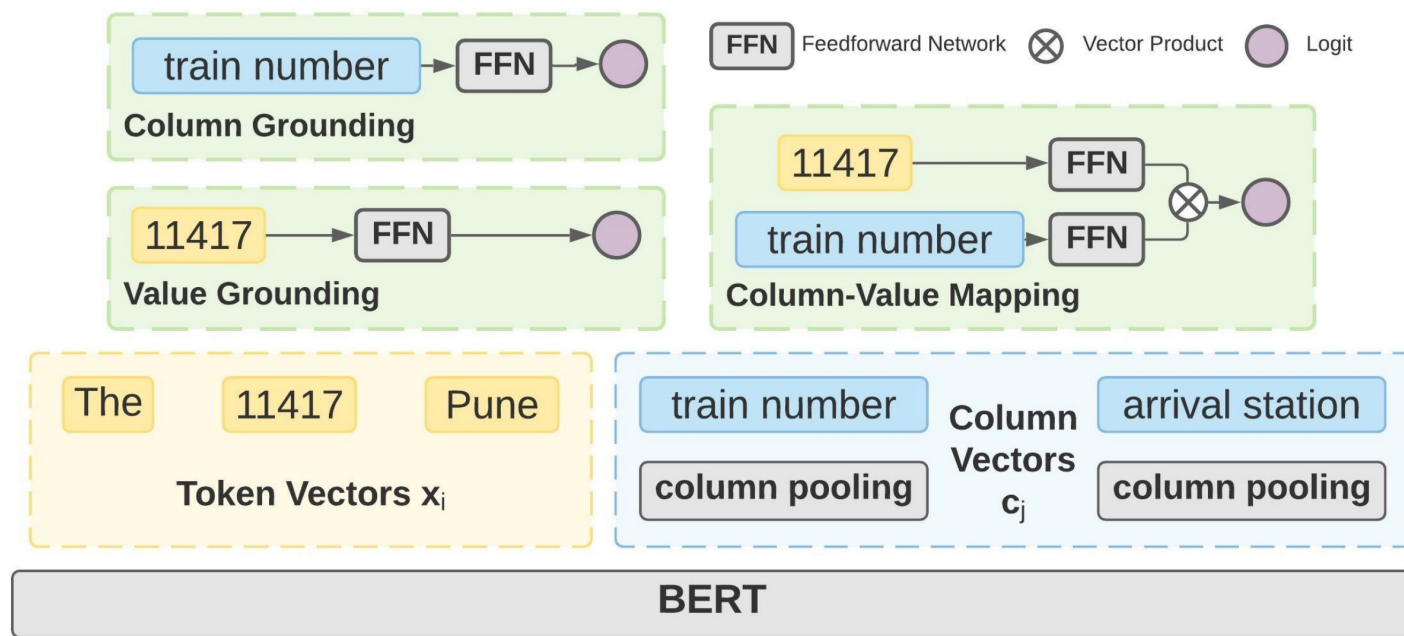 train number FFN
Column Grounding
FFN Feedforward Network Vector Product Logit
11417 FFN
Value Grounding
11417 FFN
train number FFN
Column-Value Mapping
The 11417 Pune
Token Vectors xi
train number Column Vectors cj arrival station
column pooling column pooling
BERT